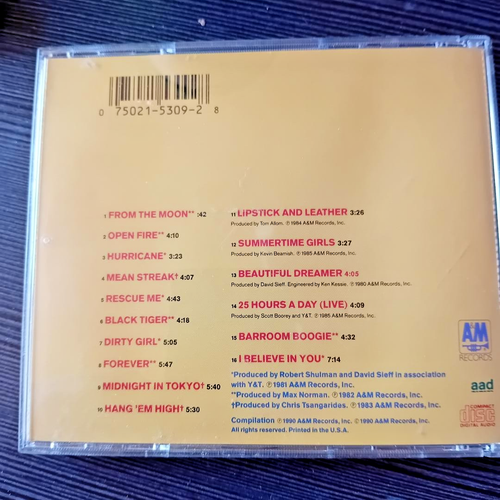 0 75021-5309-2 8
1 FROM THE MOON** :42
2 OPEN FIRE** 4:10
3 HURRICANE* 3:23
4 MEAN STREAK† 4:07
5 RESCUE ME* 4:43
6 BLACK TIGER** 4:18
7 DIRTY GIRL* 5:05
8 FOREVER** 5:47
9 MIDNIGHT IN TOKYO† 5:40
10 HANG 'EM HIGH† 5:30
11 LIPSTICK AND LEATHER 3:26
Produced by Tom Allom. ℗1984 A&M Records, Inc.
12 SUMMERTIME GIRLS 3:27
Produced by Kevin Beamish. ℗1985 A&M Records, Inc.
13 BEAUTIFUL DREAMER 4:05
Produced by David Sieff. Engineered by Ken Kessie. ℗1980 A&M Records, Inc.
14 25 HOURS A DAY (LIVE) 4:09
Produced by Scott Boorey and Y&T. ℗1985 A&M Records, Inc.
15 BARROOM BOOGIE** 4:32
16 I BELIEVE IN YOU* 7:14
*Produced by Robert Shulman and David Sieff in association
with Y&T. ℗1981 A&M Records, Inc.
**Produced by Max Norman. ℗1982 A&M Records, Inc.
†Produced by Chris Tsangarides. ℗1983 A&M Records, Inc.
Compilation ℗1990 A&M Records, Inc. ©1990 A&M Records, Inc.
All rights reserved. Printed in the U.S.A.
A&M
RECORDS
aad
COMPACT
disc
DIGITAL AUDIO